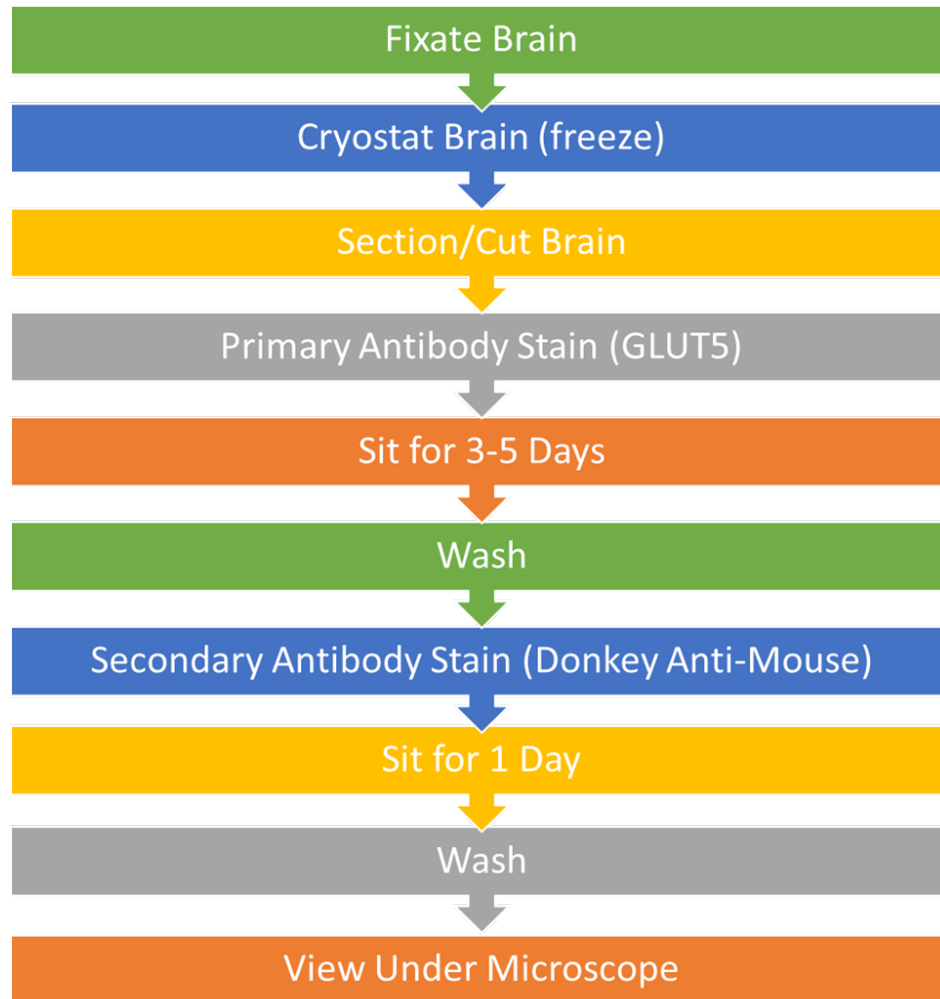 Fixate Brain
Cryostat Brain (freeze)
Section/Cut Brain
Primary Antibody Stain (GLUT5)
Sit for 3-5 Days
Wash
Secondary Antibody Stain (Donkey Anti-Mouse)
Sit for 1 Day
Wash
View Under Microscope